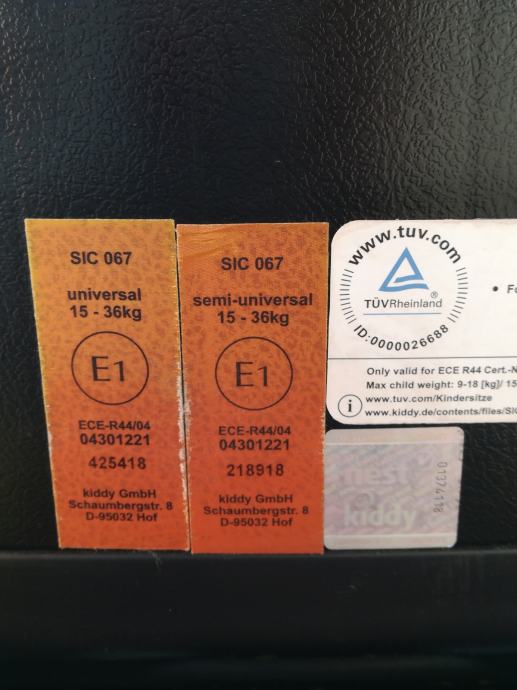 SIC 067
universal
15 - 36kg
E1
ECE-R44/04
04301221
425418
kiddy GmbH
Schaumbergstr. 8
D-95032 Hof
SIC 067
semi-universal
15 - 36kg
E1
ECE-R44/04
04301221
218918
kiddy GmbH
Schaumbergstr. 8
D-95032 Hof
www.tuv.com
TÜVRheinland®
ID:0000026688
Only valid for ECE R44 Cert.-N
Max child weight: 9-18 [kg]/ 15
www.tuv.com/Kindersitze
i
www.kiddy.de/contents/files/SI
kiddy